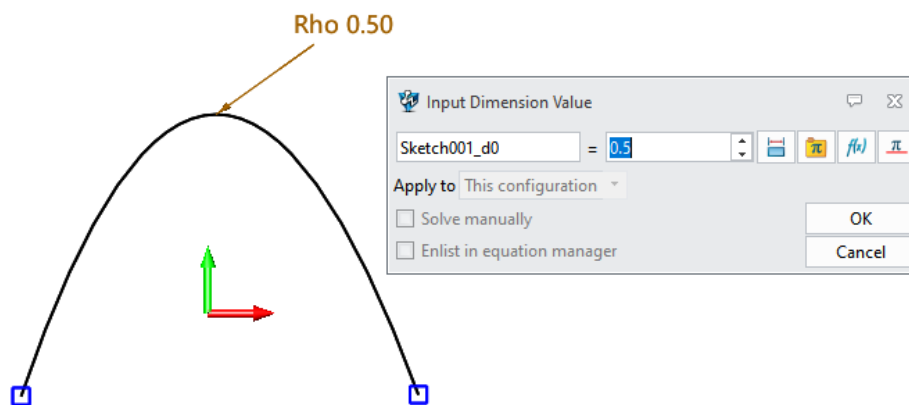 Rho 0.50
Input Dimension Value
Sketch001_d0 = 0.5
π f(x) π
Apply to This configuration
Solve manually
OK
Enlist in equation manager
Cancel